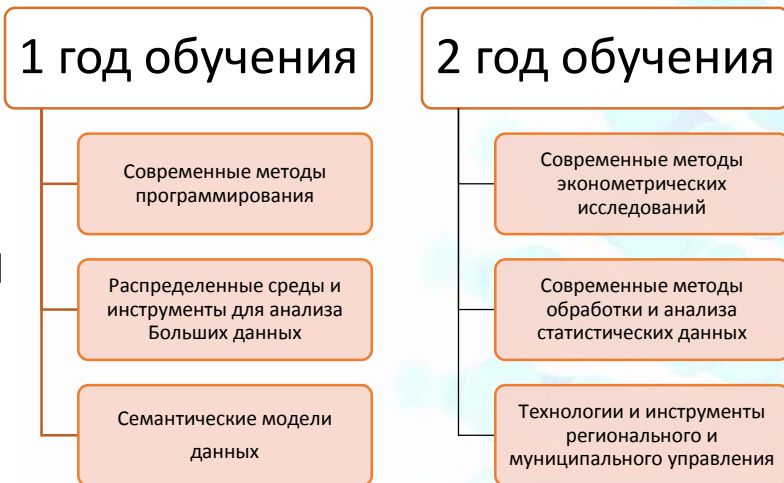 1 год обучения
Современные методы
программирования
Распределенные среды и
инструменты для анализа
Больших данных
Семантические модели
данных
2 год обучения
Современные методы
эконометрических
исследований
Современные методы
обработки и анализа
статистических данных
Технологии и инструменты
регионального и
муниципального управления